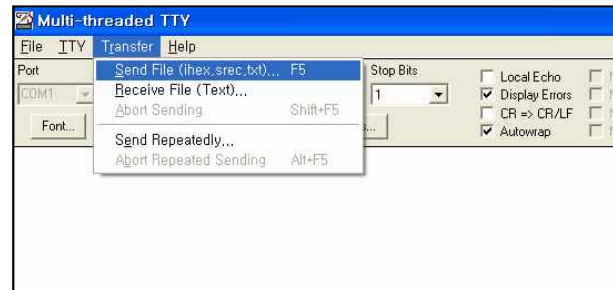 Multi-threaded TTY
File TTY Transfer Help
Port
COM1
Font...
Send File (ihex,srec,txt)... F5
Receive File (Text)...
Abort Sending Shift+F5
Send Repeatedly...
Abort Repeated Sending Alt+F5
Stop Bits
1
Local Echo
Display Errors
CR => CR/LF
Autowrap